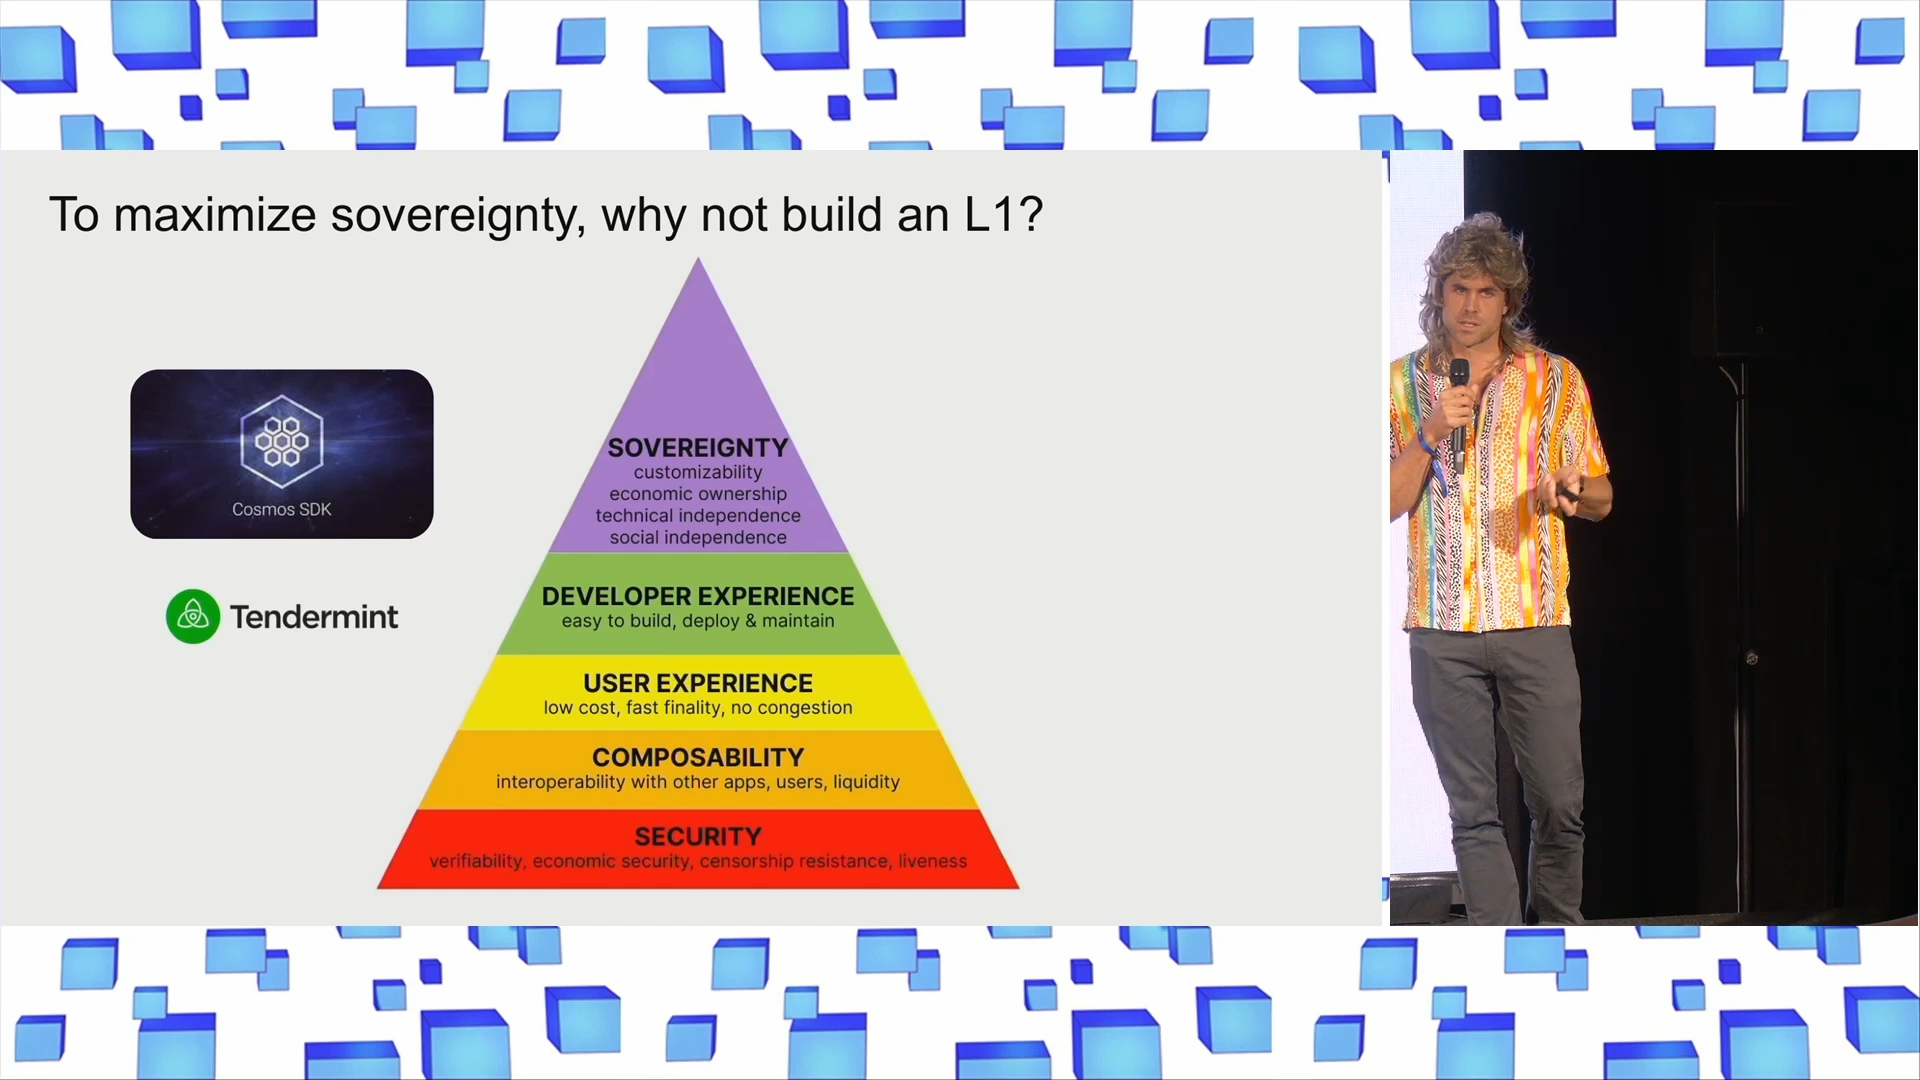 To maximize sovereignty, why not build an L1?
Cosmos SDK
Tendermint
SOVEREIGNTY
customizability
economic ownership
technical independence
social independence
DEVELOPER EXPERIENCE
easy to build, deploy & maintain
USER EXPERIENCE
low cost, fast finality, no congestion
COMPOSABILITY
interoperability with other apps, users, liquidity
SECURITY
verifiability, economic security, censorship resistance, liveness